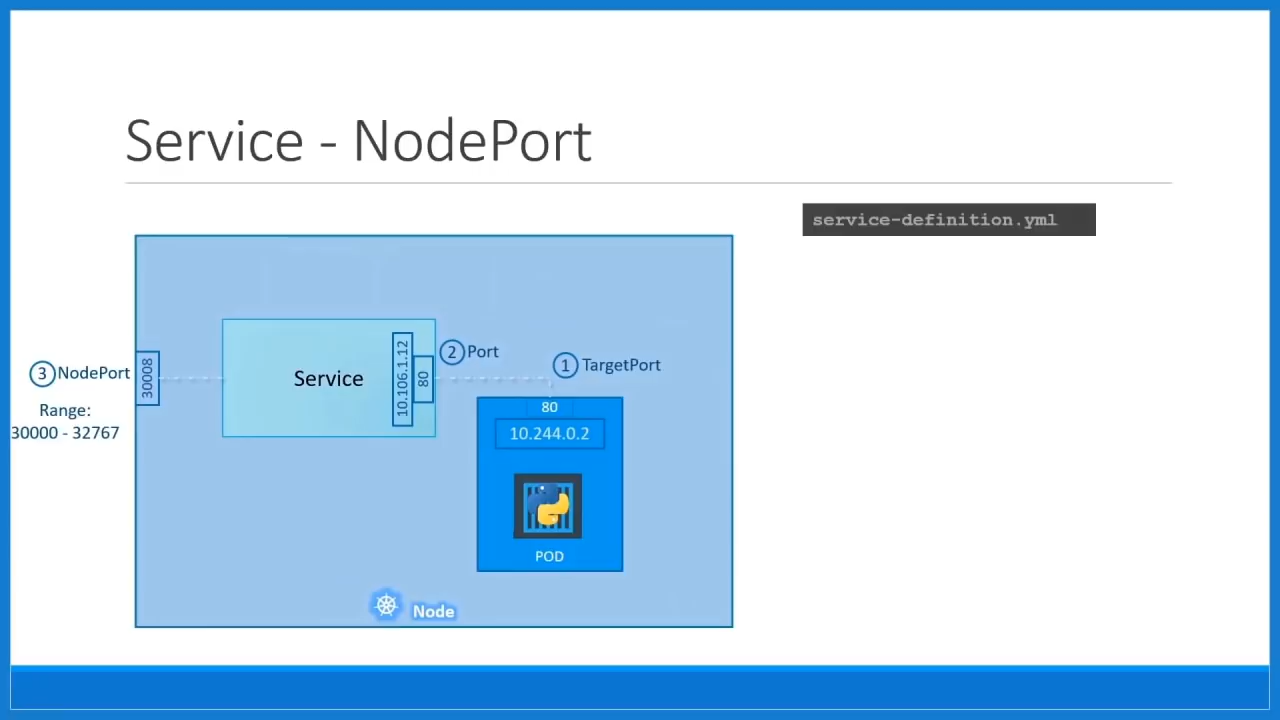 Service - NodePort
service-definition.yml
3
NodePort
Range:
30000 - 32767
30008
Service
10.106.1.12
80
2
Port
1
TargetPort
80
10.244.0.2
POD
Node